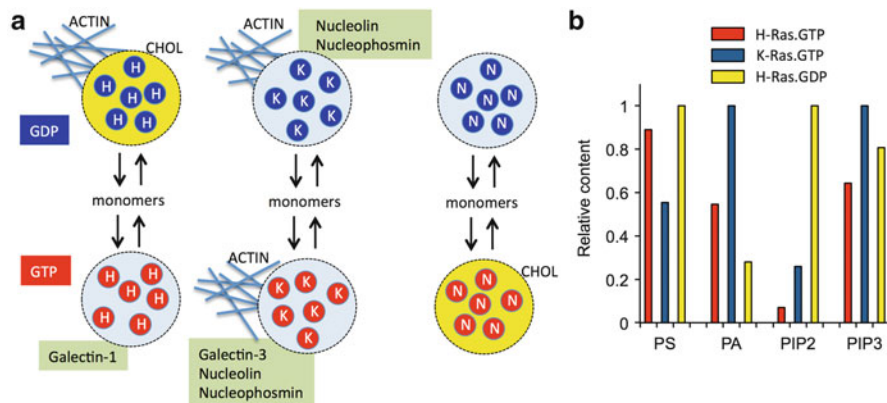 a
ACTIN
CHOL
ACTIN
Nucleolin
Nucleophosmin
H
H
H
H
H
H
K
K
K
K
K
K
N
N
N
N
N
N
GDP
monomers
monomers
monomers
GTP
ACTIN
CHOL
H
H
H
H
H
H
K
K
K
K
K
K
N
N
N
N
N
N
Galectin-1
Galectin-3
Nucleolin
Nucleophosmin
b
H-Ras.GTP
K-Ras.GTP
H-Ras.GDP
Relative content
1
0.8
0.6
0.4
0.2
0
PS PA PIP2 PIP3